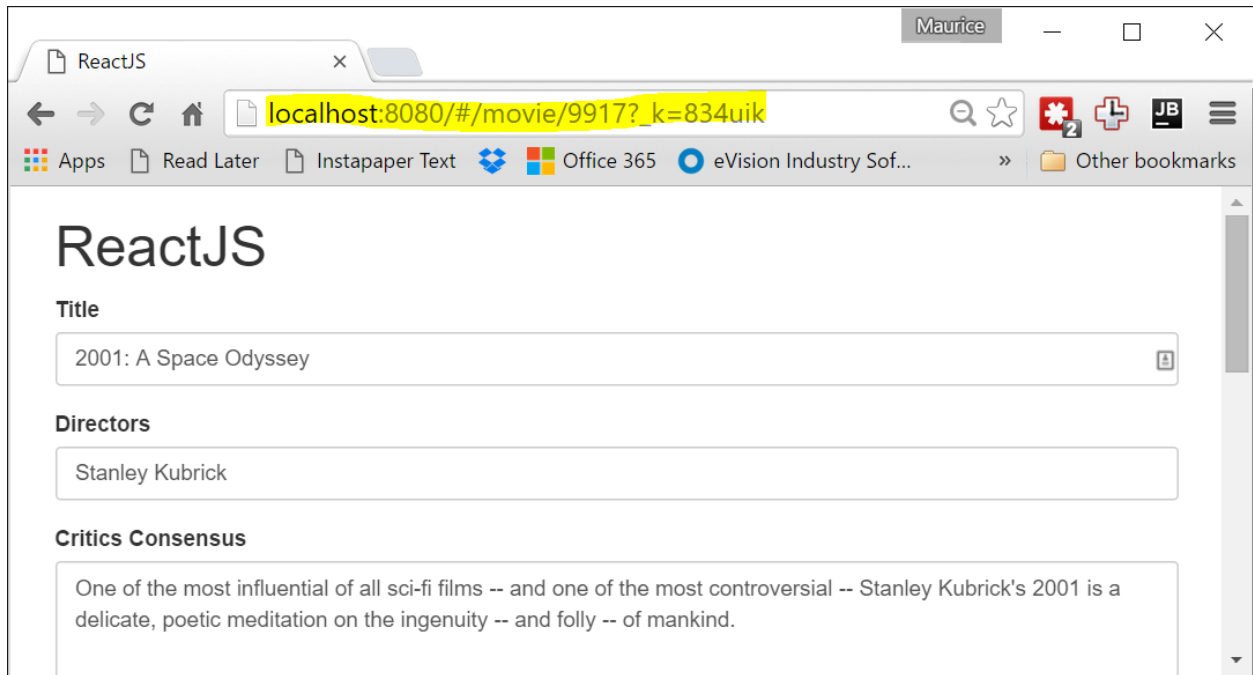 Maurice
ReactJS
localhost:8080/#/movie/9917?_k=834uik
2
JB
Apps Read Later Instapaper Text Office 365 eVision Industry Sof... » Other bookmarks
ReactJS
Title
2001: A Space Odyssey
Directors
Stanley Kubrick
Critics Consensus
One of the most influential of all sci-fi films -- and one of the most controversial -- Stanley Kubrick's 2001 is a
delicate, poetic meditation on the ingenuity -- and folly -- of mankind.